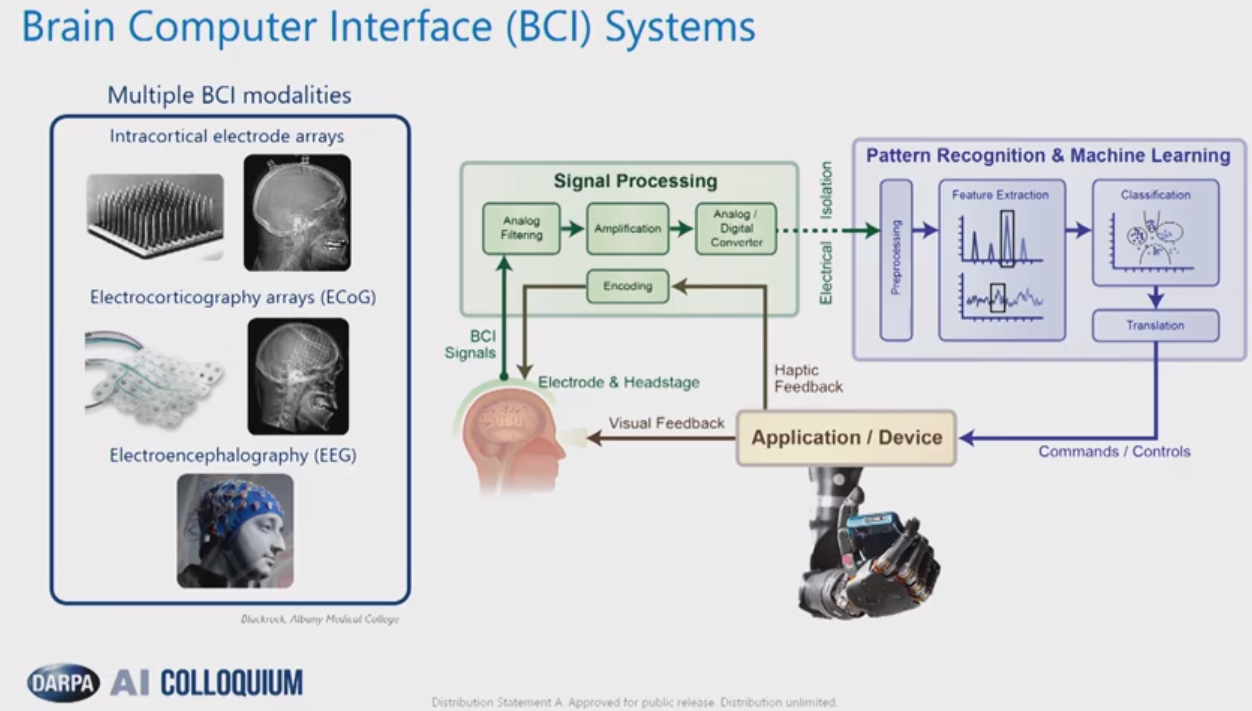 Brain Computer Interface (BCI) Systems
Multiple BCI modalities
Intracortical electrode arrays
Electrocorticography arrays (ECoG)
Electroencephalography (EEG)
Blackrock, Albany Medical College
Signal Processing
Analog
Filtering
Amplification
Analog /
Digital
Converter
Encoding
Electrical Isolation
Pattern Recognition & Machine Learning
Preprocessing
Feature Extraction
Classification
Translation
BCI
Signals
Electrode & Headstage
Haptic
Feedback
Visual Feedback
Application / Device
Commands / Controls
DARPA AI COLLOQUIUM
Distribution Statement A. Approved for public release. Distribution unlimited.